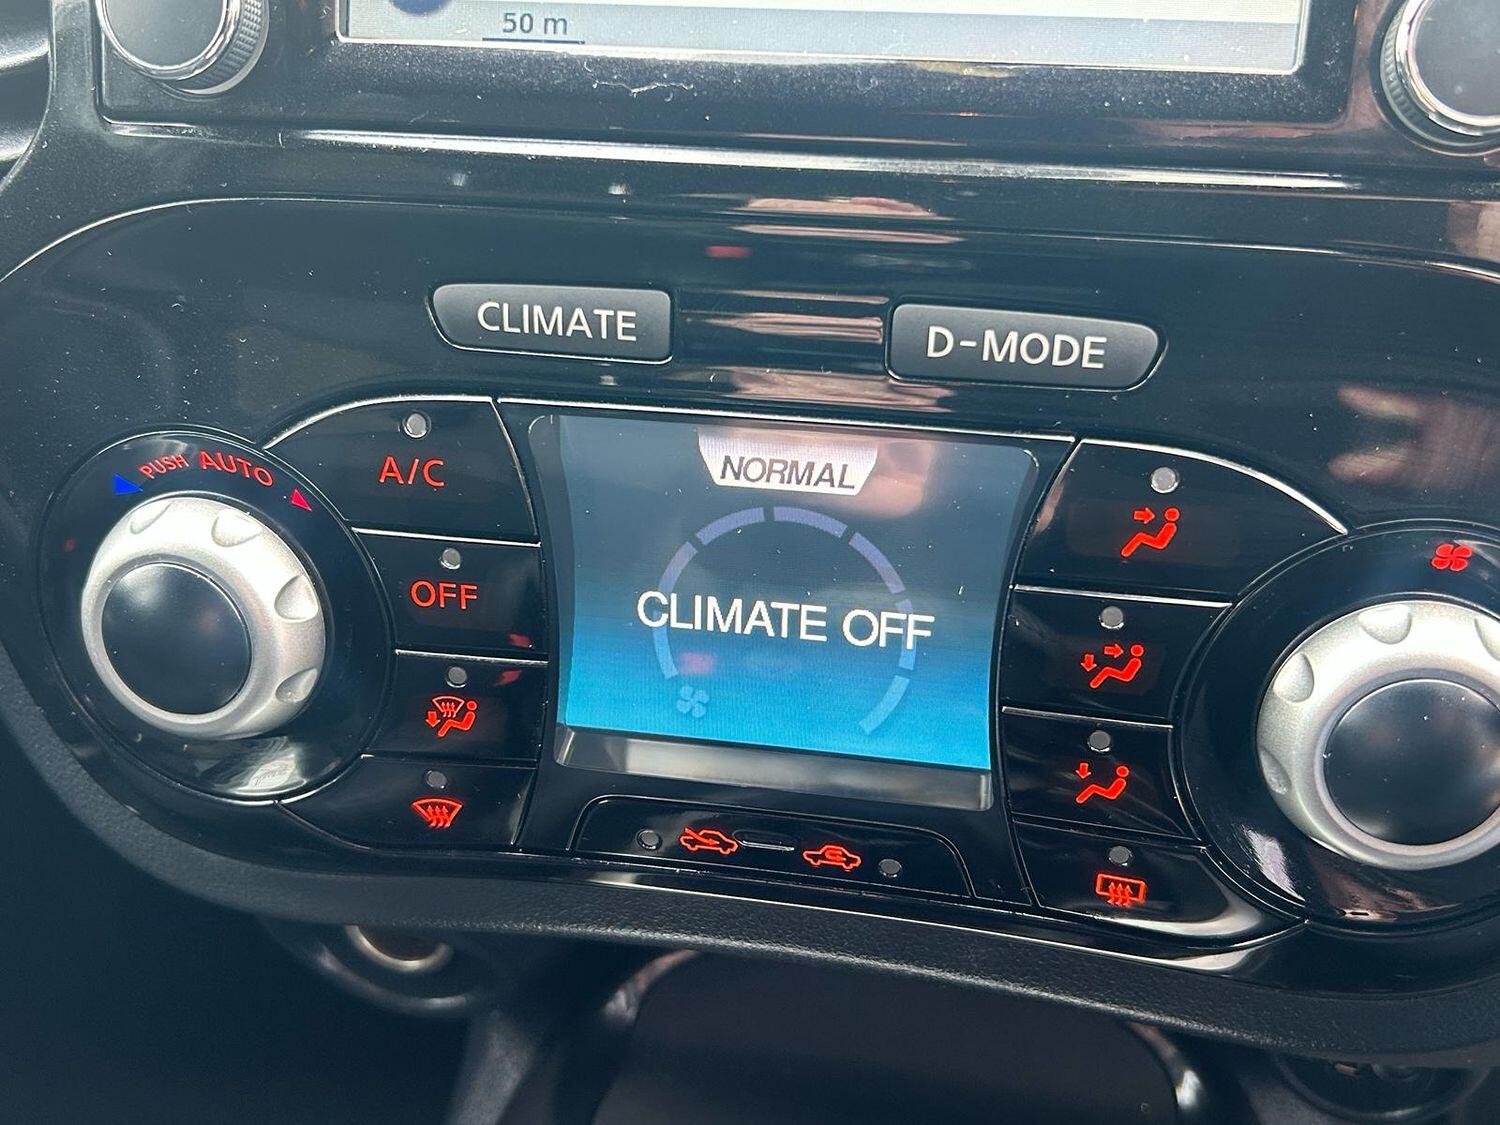 50 m
CLIMATE
D-MODE
PUSH AUTO
A/C
NORMAL
OFF
CLIMATE OFF